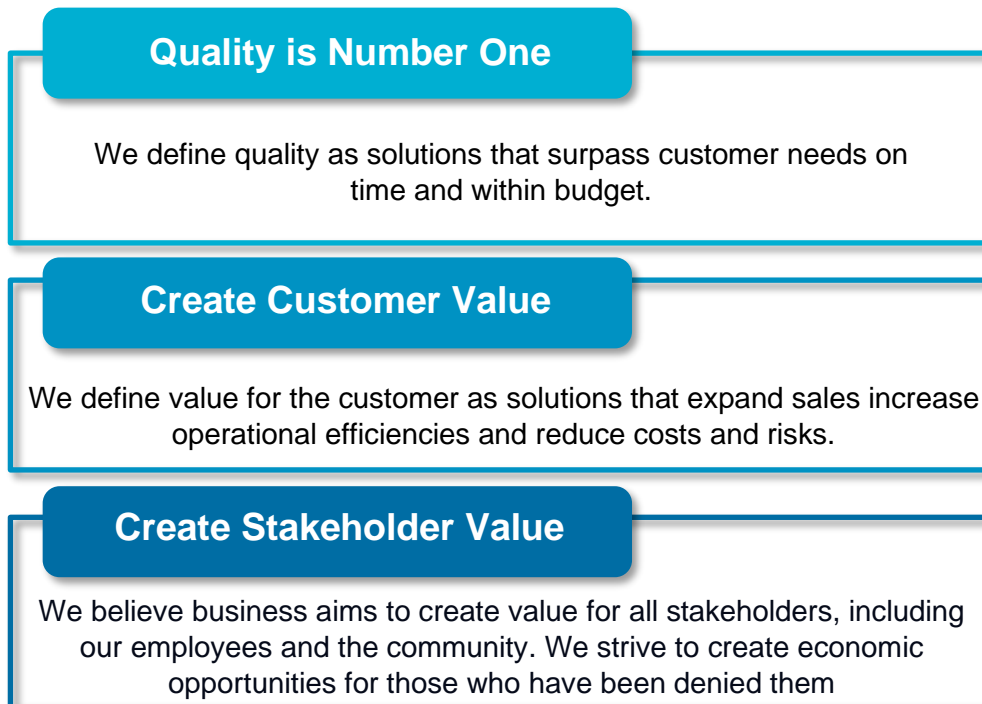 Quality is Number One
We define quality as solutions that surpass customer needs on
time and within budget.
Create Customer Value
We define value for the customer as solutions that expand sales increase
operational efficiencies and reduce costs and risks.
Create Stakeholder Value
We believe business aims to create value for all stakeholders, including
our employees and the community. We strive to create economic
opportunities for those who have been denied them